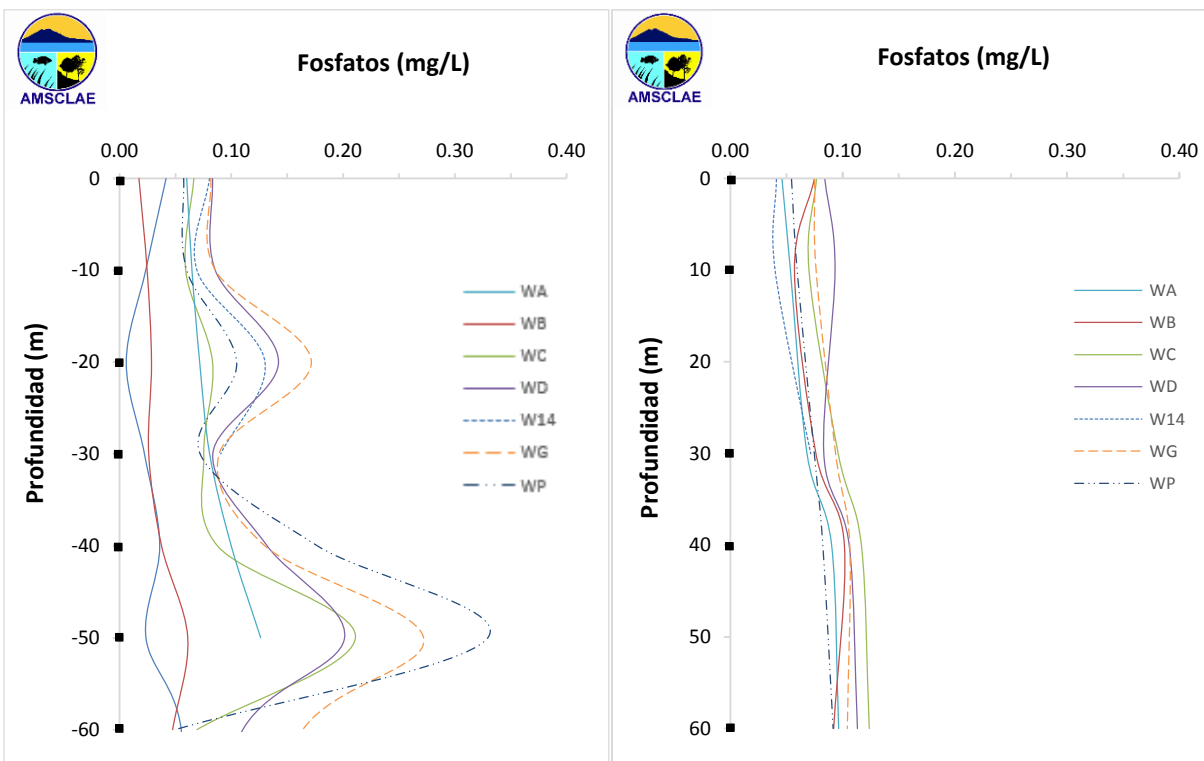 AMSCLAE
Fosfatos (mg/L)
0.00 0.10 0.20 0.30 0.40
Profundidad (m)
0
-10
-20
-30
-40
-50
-60
WA
WB
WC
WD
W14
WG
WP
AMSCLAE
Fosfatos (mg/L)
0.00 0.10 0.20 0.30 0.40
Profundidad (m)
0
10
20
30
40
50
60
WA
WB
WC
WD
W14
WG
WP